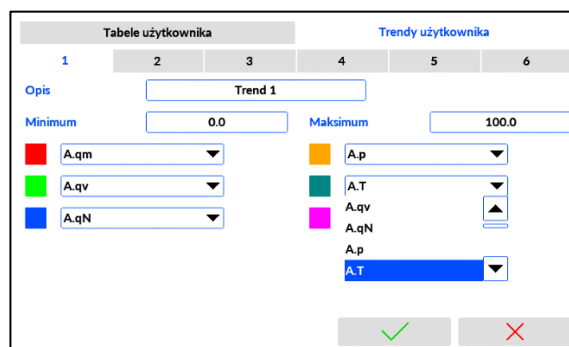 Tabele użytkownika Trendy użytkownika
1 2 3 4 5 6
Opis Trend 1
Minimum 0.0 Maksimum 100.0
A.qm A.p
A.qv A.T
A.qN A.qv
A.qN
A.p
A.T